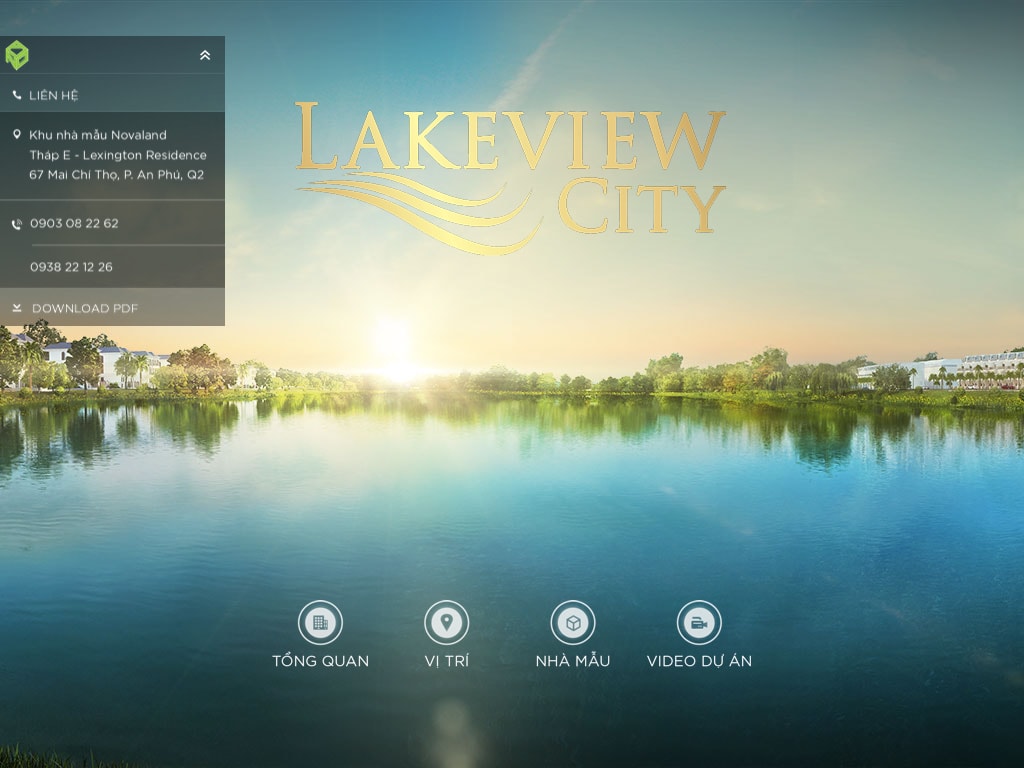 LIÊN HỆ
Khu nhà mẫu Novaland
Tháp E - Lexington Residence
67 Mai Chí Thọ, P. An Phú, Q2
0903 08 22 62
0938 22 12 26
DOWNLOAD PDF
LAKEVIEW
CITY
TỔNG QUAN
VỊ TRÍ
NHÀ MẪU
VIDEO DỰ ÁN